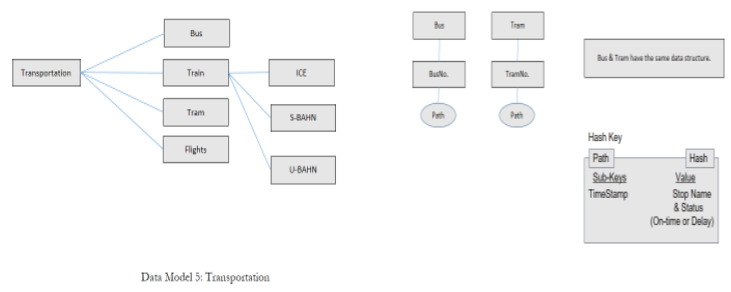 Bus
Transportation
Train
ICE
Tram
S-BAHN
Flights
U-BAHN
Bus
Tram
BusNo.
TramNo.
Path
Path
Bus & Tram have the same data structure.
Hash Key
Path
Hash
Sub-Keys
Value
TimeStamp
Stop Name
& Status
(On-time or Delay)
Data Model 5: Transportation